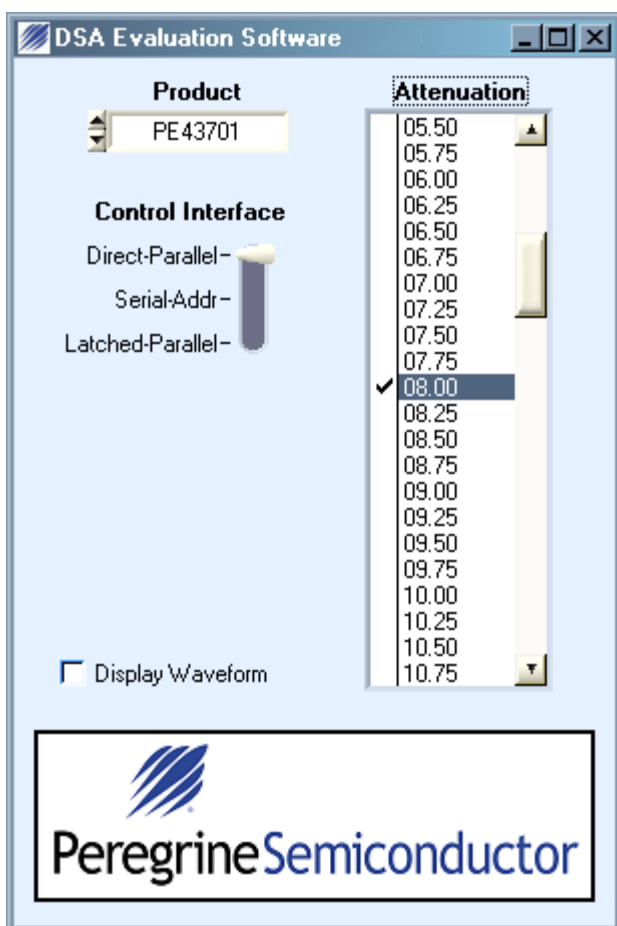 DSA Evaluation Software
Product
PE43701
Control Interface
Direct-Parallel
Serial-Addr
Latched-Parallel
Display Waveform
Attenuation
05.50
05.75
06.00
06.25
06.50
06.75
07.00
07.25
07.50
07.75
08.00
08.25
08.50
08.75
09.00
09.25
09.50
09.75
10.00
10.25
10.50
10.75
Peregrine Semiconductor